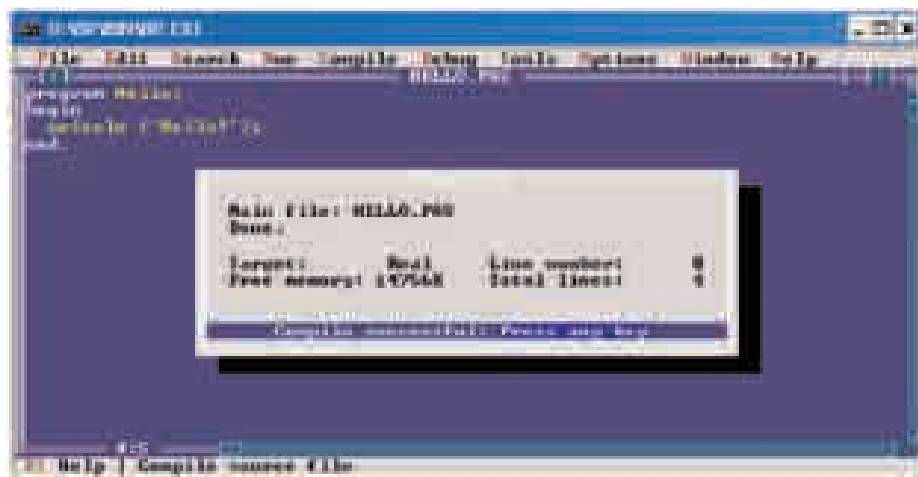 File Edit Search Run Compile Debug Tools Options Window Help
HELLO.PAS
program Hello;
begin
writeln ('Hello!');
end.
Main file: HELLO.PAS
Done.
Target: Real Line number: 0
Free memory: Total lines:
Compile successful: Press any key
Help | Compile source file